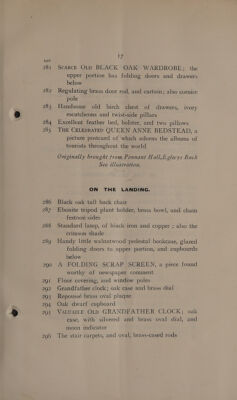 17
LOT
281 SCARCE OLD BLACK OAK WARDROBE; the
upper portion has folding doors and drawers
below
282 Regulating brass door rod, and curtain; also cornice
pole
283 Handsome old birch chest of drawers, ivory
escutcheons and twist-side pillars
284 Excellent feather bed, bolster, and two pillows
285 THE CELEBRATED QUEEN ANNE BEDSTEAD, a
picture postcard of which adorns the albums of
tourists throughout the world
Originally brought from Pennant Hall, Eglwys Bach
See illustration.
ON THE LANDING.
286 Black oak tall back chair
287 Ebonite tripod plant holder, brass bowl, and chain
festoon sides
288 Standard lamp, of black iron and copper; also the
crimson shade
289 Handy little walnutwood pedestal bookcase, glazed
folding doors to upper portion, and cupboards
below
290 A FOLDING SCRAP SCREEN, a piece found
worthy of newspaper comment
291 Floor covering, and window poles
292 Grandfather clock; oak case and brass dial
293 Repoussé brass oval plaque
294 Oak dwarf cupboard
295 VALUABLE OLD GRANDFATHER CLOCK; oak
case, with silvered and brass oval dial, and
moon indicator
296 The stair carpets, and oval, brass-cased rods